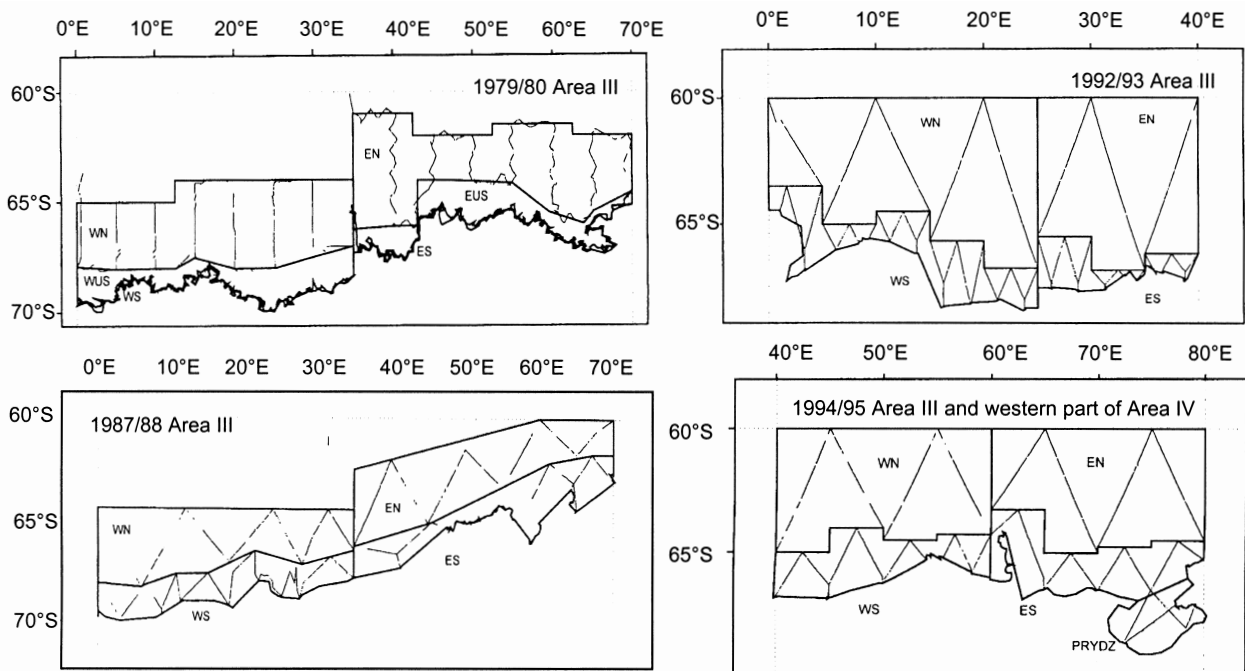 0°E 10°E 20°E 30°E 40°E 50°E 60°E 70°E
60°S
65°S
70°S
1979/80 Area III
EN
EUS
WN
ES
WUS
WS
0°E 10°E 20°E 30°E 40°E
60°S
65°S
1992/93 Area III
WN
EN
WS
ES
0°E 10°E 20°E 30°E 40°E 50°E 60°E 70°E
60°S
65°S
70°S
1987/88 Area III
EN
WN
ES
WS
40°E 50°E 60°E 70°E 80°E
60°S
65°S
1994/95 Area III and western part of Area IV
WN
EN
WS
ES
PRYDZ